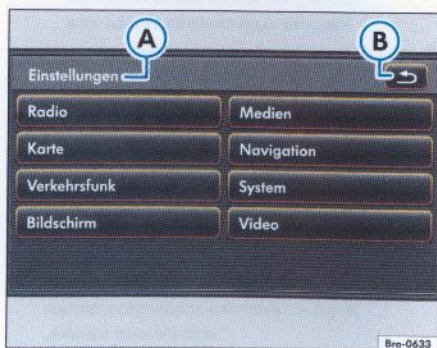 A B
Einstellungen
Radio Medien
Karte Navigation
Verkehrsfunk System
Bildschirm Video
Bra-0633